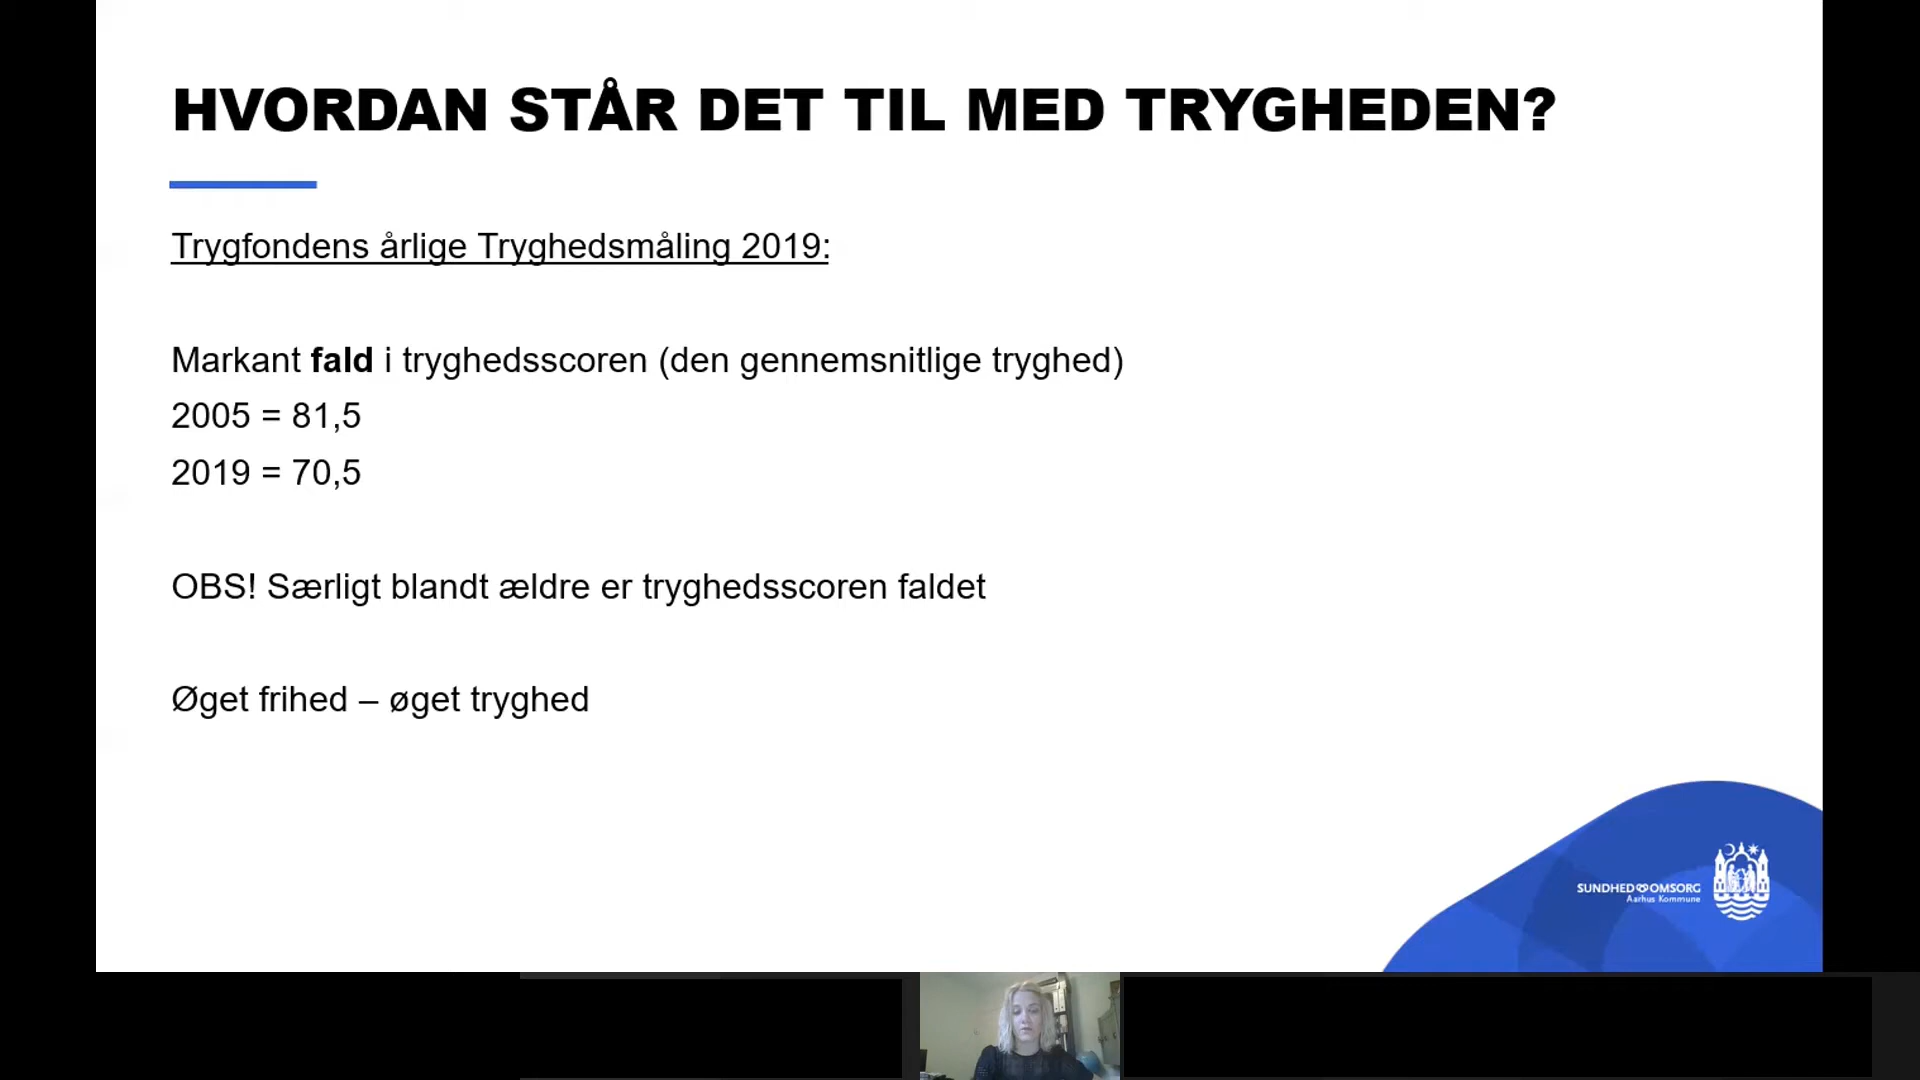 HVORDAN STÅR DET TIL MED TRYGHEDEN?
Trygfondens årlige Tryghedsmåling 2019:
Markant fald i tryghedsscoren (den gennemsnitlige tryghed)
2005 = 81,5
2019 = 70,5
OBS! Særligt blandt ældre er tryghedsscoren faldet
Øget frihed – øget tryghed
SUNDHED OMSORG
Aarhus Kommune